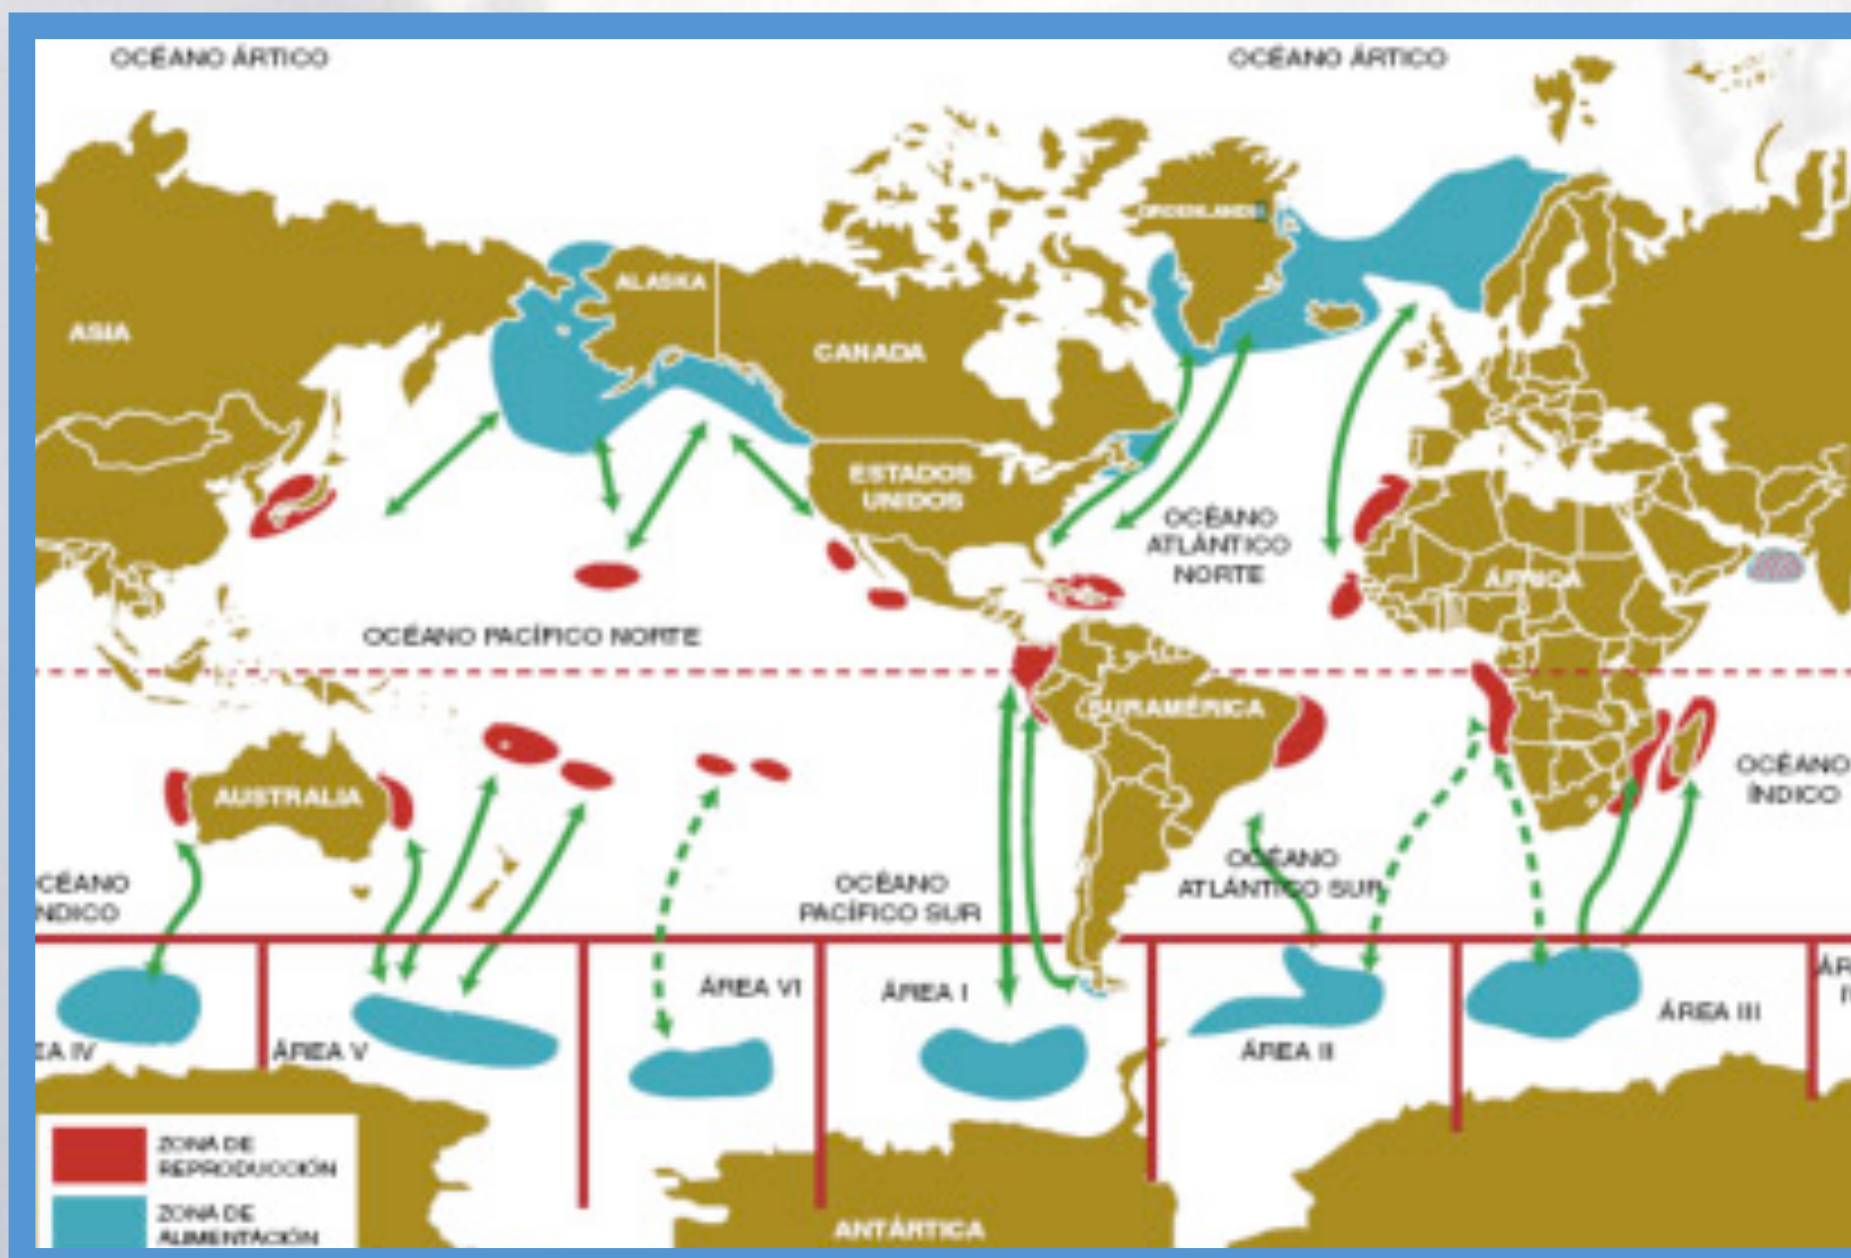 OCÉANO ÁRTICO
OCÉANO ÁRTICO
GROENLANDIA
ALASKA
ASIA
CANADA
ESTADOS
UNIDOS
OCÉANO
ATLÁNTICO
NORTE
ÁFRICA
OCÉANO PACÍFICO NORTE
SURAMÉRICA
AUSTRALIA
OCÉANO
ÍNDICO
CÉANO
NDICO
OCÉANO
PACÍFICO SUR
OCÉANO
ATLÁNTICO SUR
ÁREA VI
ÁREA I
ÁREA III
ÁR
EA IV
ÁREA V
ÁREA II
ZONA DE
REPRODUCCIÓN
ZONA DE
ALIMENTACIÓN
ANTÁRTICA